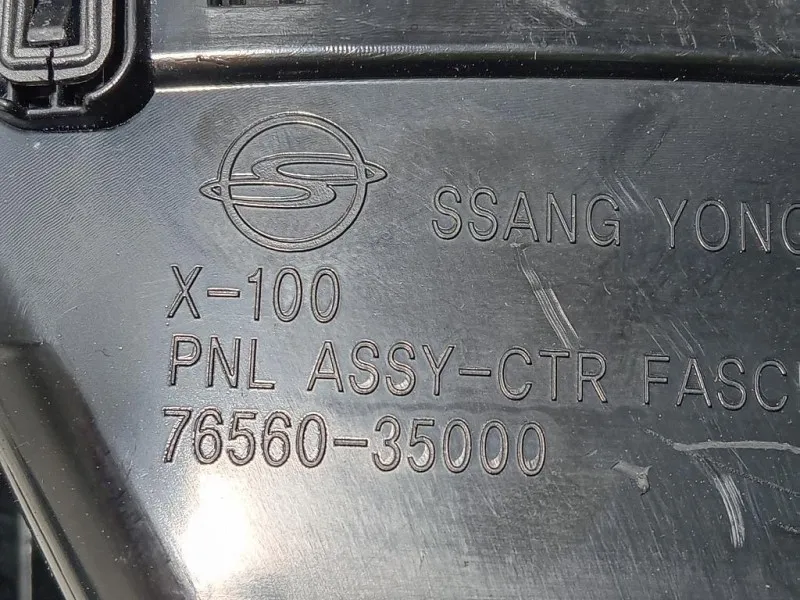 SSANG YONG
X-100
PNL ASSY-CTR FASC
76560-35000